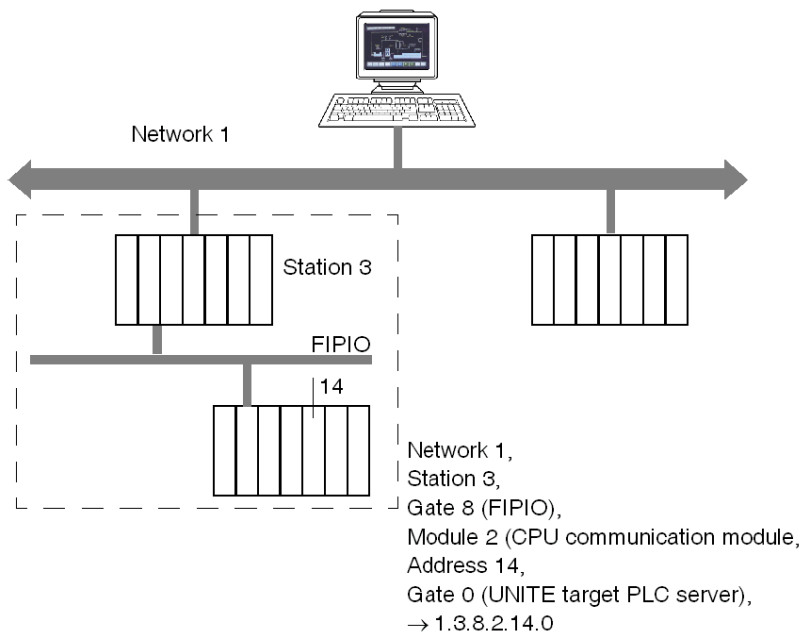 Network 1
Station 3
FIPIO
14
Network 1,
Station 3,
Gate 8 (FIPIO),
Module 2 (CPU communication module,
Address 14,
Gate 0 (UNITE target PLC server),
→ 1.3.8.2.14.0